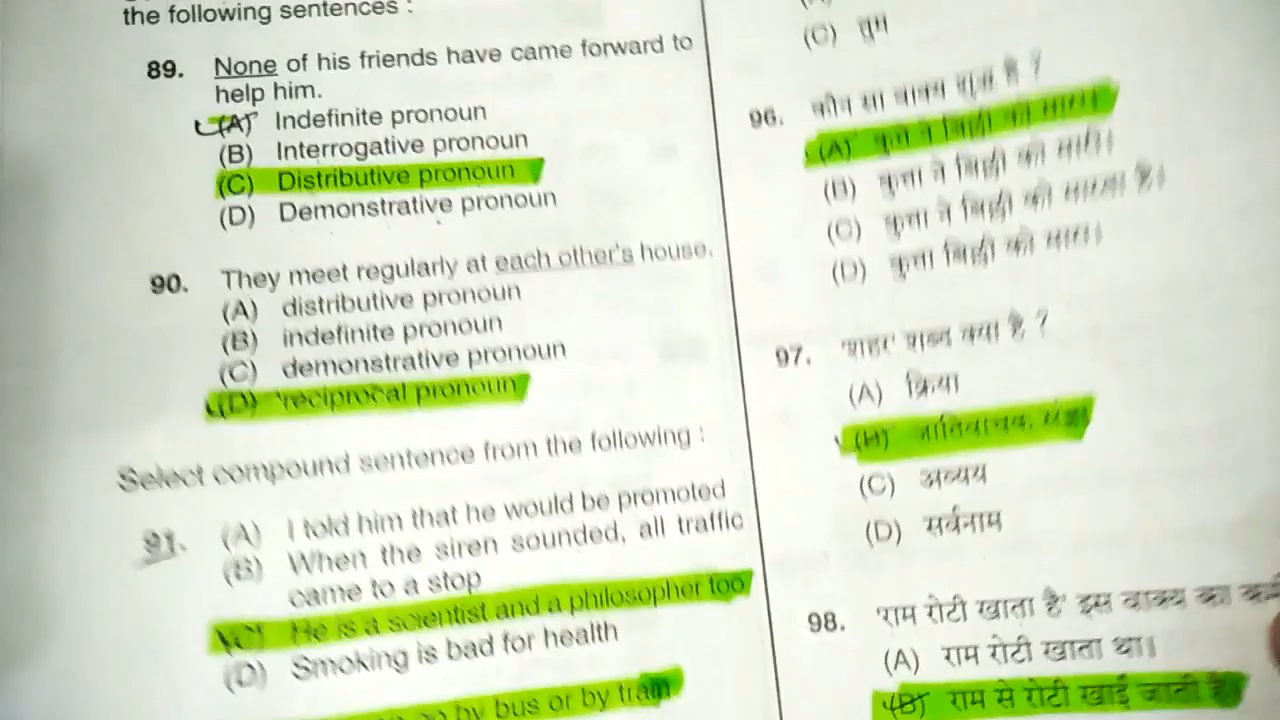 the following sentences :
89. None of his friends have came forward to
help him.
(A) Indefinite pronoun
(B) Interrogative pronoun
(C) Distributive pronoun
(D) Demonstrative pronoun
90. They meet regularly at each other's house.
(A) distributive pronoun
(B) indefinite pronoun
(C) demonstrative pronoun
(D) reciprocal pronoun
Select compound sentence from the following :
91. (A) I told him that he would be promoted
(B) When the siren sounded, all traffic
came to a stop
(C) He is a scientist and a philosopher too
(D) Smoking is bad for health
by bus or by train
(C) तुम
96. कौन सा वाक्य शुद्ध है ?
(A) कुत्ते ने बिल्ली को मारा।
(B) कुत्ता ने बिल्ली को मारा।
(C) कुत्ता ने बिल्ली को मारता है।
(D) कुत्ता बिल्ली को मारा।
97. 'शहर' शब्द क्या है ?
(A) क्रिया
(B) जातिवाचक संज्ञा
(C) अव्यय
(D) सर्वनाम
98. 'राम रोटी खाता है' इस वाक्य का
(A) राम रोटी खाता था।
(B) राम से रोटी खाई जाती है।